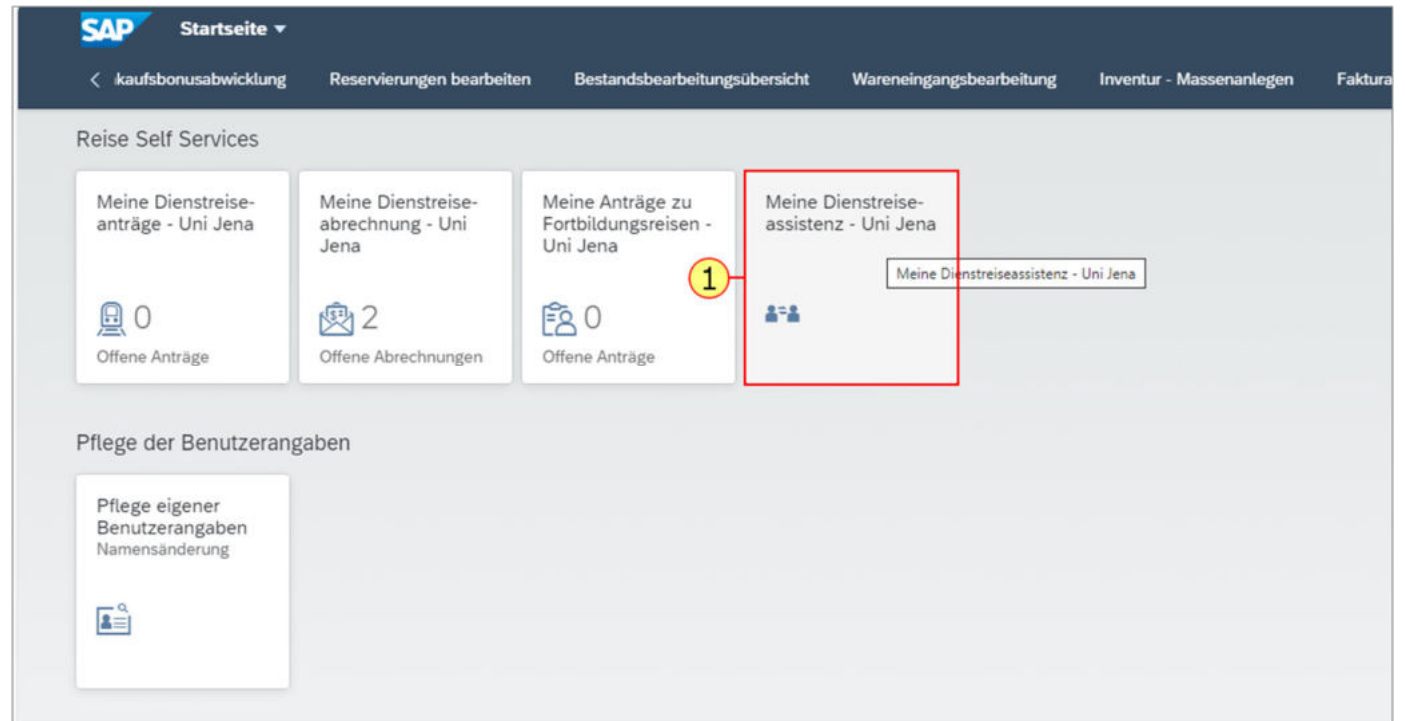 SAP Startseite
kaufsbonusabwicklung Reservierungen bearbeiten Bestandsbearbeitungsübersicht Wareneingangsbearbeitung Inventur - Massenanlegen Faktura
Reise Self Services
Meine Dienstreise-
anträge - Uni Jena
0
Offene Anträge
Meine Dienstreise-
abrechnung - Uni
Jena
2
Offene Abrechnungen
Meine Anträge zu
Fortbildungsreisen -
Uni Jena
0
Offene Anträge
1
Meine Dienstreise-
assistenz - Uni Jena
Meine Dienstreiseassistenz - Uni Jena
Pflege der Benutzerangaben
Pflege eigener
Benutzerangaben
Namensänderung